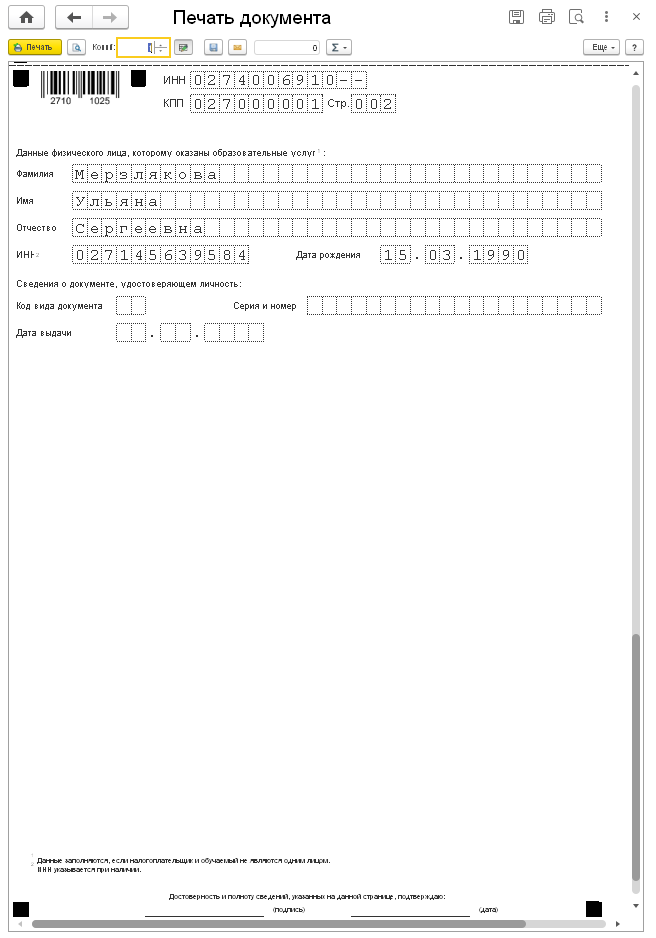 Печать документа
Печать Копий: 1 0 Σ Еще ?
ИНН 0274006910--
2710 1025
КПП 027000001 Стр. 002
Данные физического лица, которому оказаны образовательные услуг¹:
Фамилия Мерзлякова
Имя Ульяна
Отчество Сергеевна
ИНН² 027145639584 Дата рождения 15.03.1990
Сведения о документе, удостоверяющем личность:
Код вида документа Серия и номер
Дата выдачи . .
¹ Данные заполняются, если налогоплательщик и обучаемый не являются одним лицом.
² ИНН указывается при наличии.
Достоверность и полноту сведений, указанных на данной странице, подтверждаю:
(подпись) (дата)